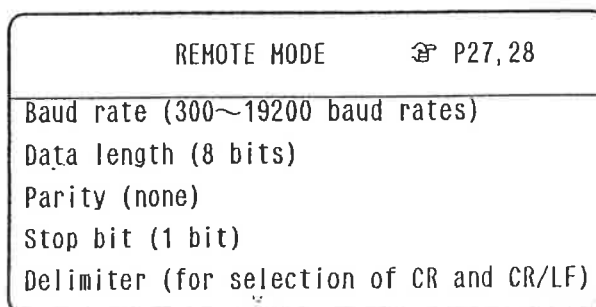 REMOTE MODE ☞ P27,28
Baud rate (300～19200 baud rates)
Data length (8 bits)
Parity (none)
Stop bit (1 bit)
Delimiter (for selection of CR and CR/LF)